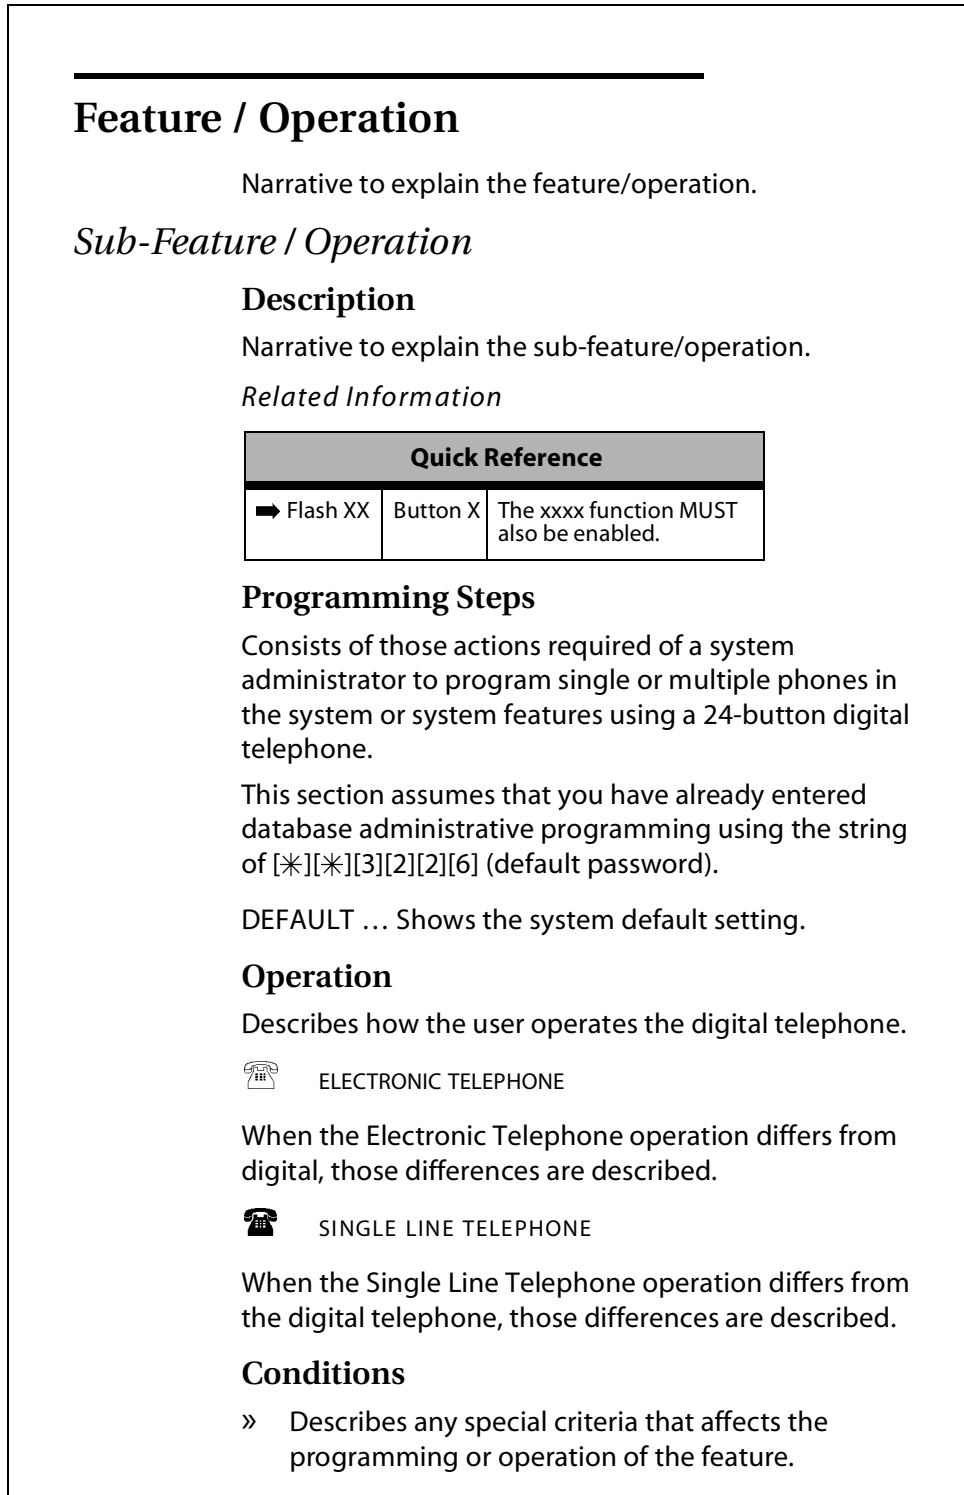 Feature / Operation
Narrative to explain the feature/operation.
Sub-Feature / Operation
Description
Narrative to explain the sub-feature/operation.
Related Information
Quick Reference
➡ Flash XX Button X The xxxx function MUST
also be enabled.
Programming Steps
Consists of those actions required of a system
administrator to program single or multiple phones in
the system or system features using a 24-button digital
telephone.
This section assumes that you have already entered
database administrative programming using the string
of [✳][✳][3][2][2][6] (default password).
DEFAULT … Shows the system default setting.
Operation
Describes how the user operates the digital telephone.
ELECTRONIC TELEPHONE
When the Electronic Telephone operation differs from
digital, those differences are described.
SINGLE LINE TELEPHONE
When the Single Line Telephone operation differs from
the digital telephone, those differences are described.
Conditions
» Describes any special criteria that affects the
programming or operation of the feature.